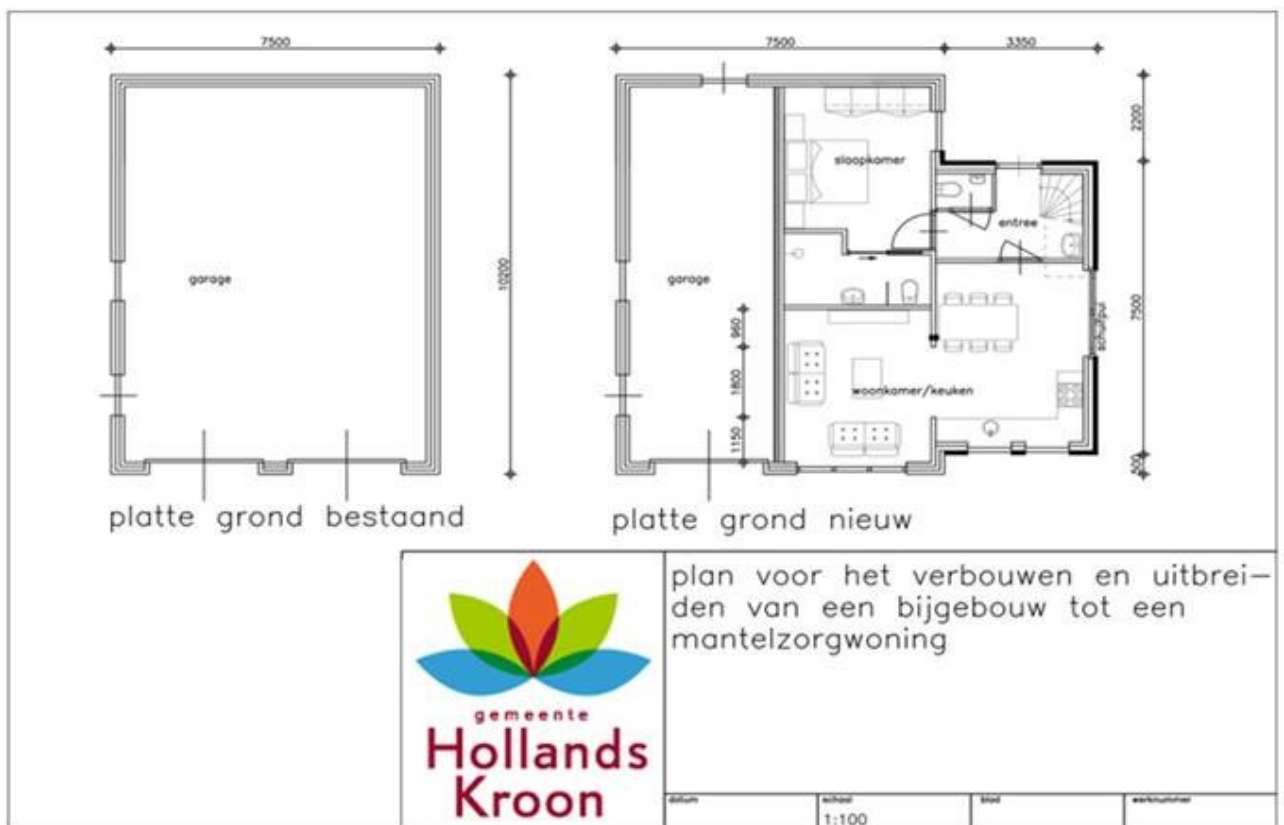 7500
7500
3350
2200
slaapkamer
entree
garage
10200
garage
960
7500
schuifpui
1800
woonkamer/keuken
1150
500
platte grond bestaand
platte grond nieuw
plan voor het verbouwen en uitbrei-
den van een bijgebouw tot een
mantelzorgwoning
gemeente
Hollands
Kroon
datum
schaal
blad
werknummer
1:100